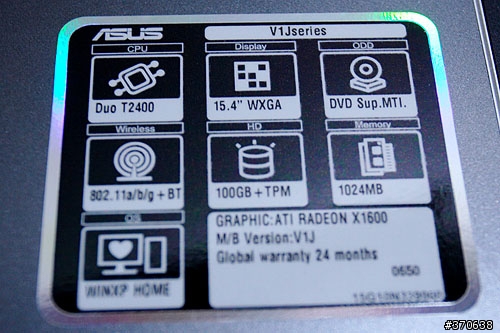 ASUS
V1Jseries
CPU
Display
ODD
Duo T2400
15.4" WXGA
DVD Sup.MTI.
Wireless
HD
Memory
802.11a/b/g+BT
100GB+TPM
1024MB
OS
WINXP HOME
GRAPHIC:ATI RADEON X1600
M/B Version:V1J
Global warranty 24 months
0650
#370638